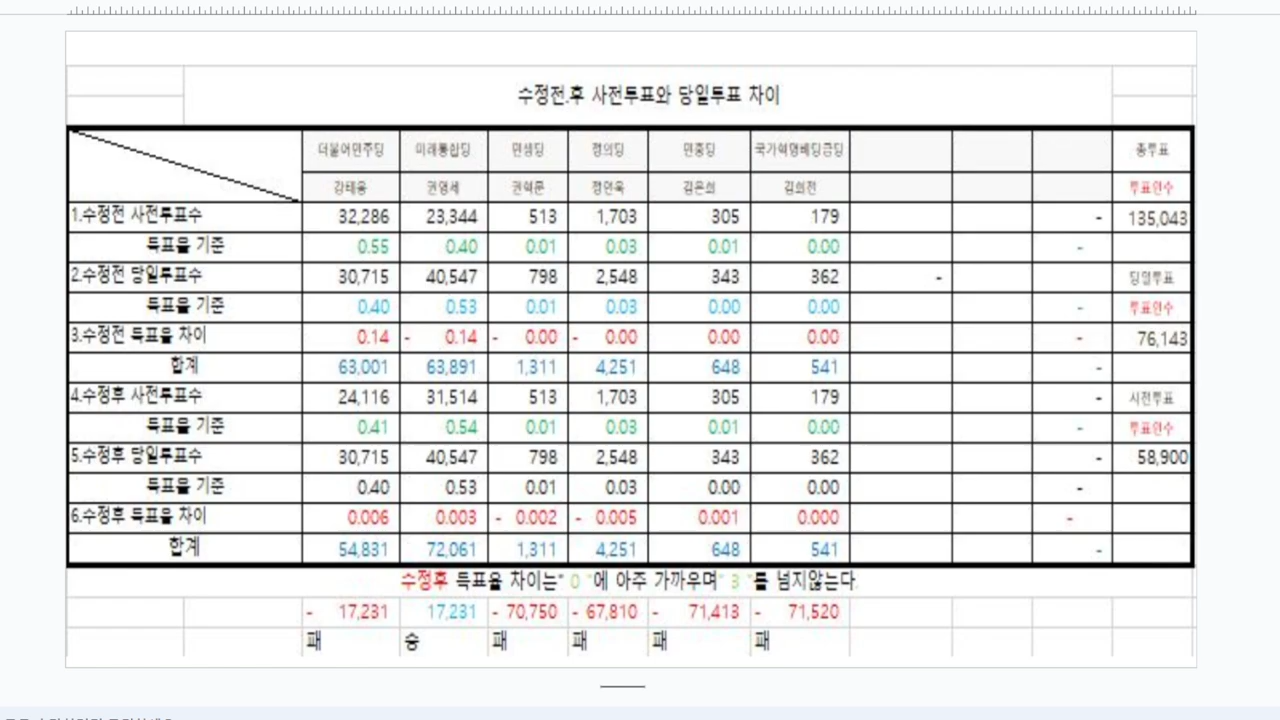 수정전.후 사전투표와 당일투표 차이
더불어민주당 미래통합당 민생당 정의당 민중당 국가혁명배당금당 총투표
강태웅 권영세 권혁문 정연욱 김은희 김희전 투표인수
1.수정전 사전투표수 32,286 23,344 513 1,703 305 179 - 135,043
득표율 기준 0.55 0.40 0.01 0.03 0.01 0.00 -
2.수정전 당일투표수 30,715 40,547 798 2,548 343 362 - 당일투표
득표율 기준 0.40 0.53 0.01 0.03 0.00 0.00 - 투표인수
3.수정전 득표율 차이 0.14 - 0.14 - 0.00 - 0.00 0.00 0.00 - 76,143
합계 63,001 63,891 1,311 4,251 648 541 -
4.수정후 사전투표수 24,116 31,514 513 1,703 305 179 - 사전투표
득표율 기준 0.41 0.54 0.01 0.03 0.01 0.00 - 투표인수
5.수정후 당일투표수 30,715 40,547 798 2,548 343 362 - 58,900
득표율 기준 0.40 0.53 0.01 0.03 0.00 0.00 -
6.수정후 득표율 차이 0.006 0.003 - 0.002 - 0.005 0.001 0.000 -
합계 54,831 72,061 1,311 4,251 648 541 -
수정후 득표율 차이는" 0 "에 아주 가까우며" 3 "를 넘지않는다.
- 17,231 17,231 - 70,750 - 67,810 - 71,413 - 71,520
패 승 패 패 패 패